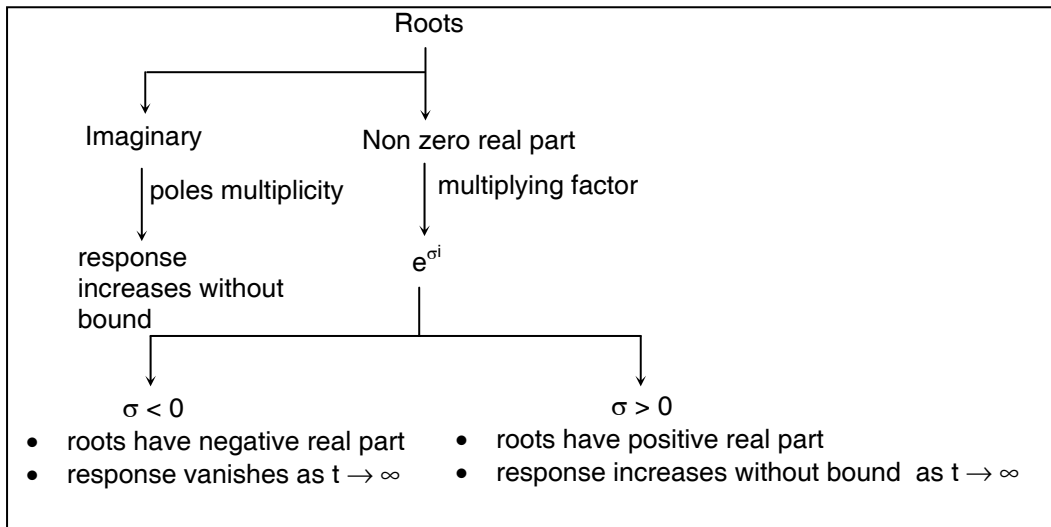 Roots
Imaginary
Non zero real part
poles multiplicity
multiplying factor
response
increases without
bound
e^σi
σ < 0
• roots have negative real part
• response vanishes as t → ∞
σ > 0
• roots have positive real part
• response increases without bound as t → ∞